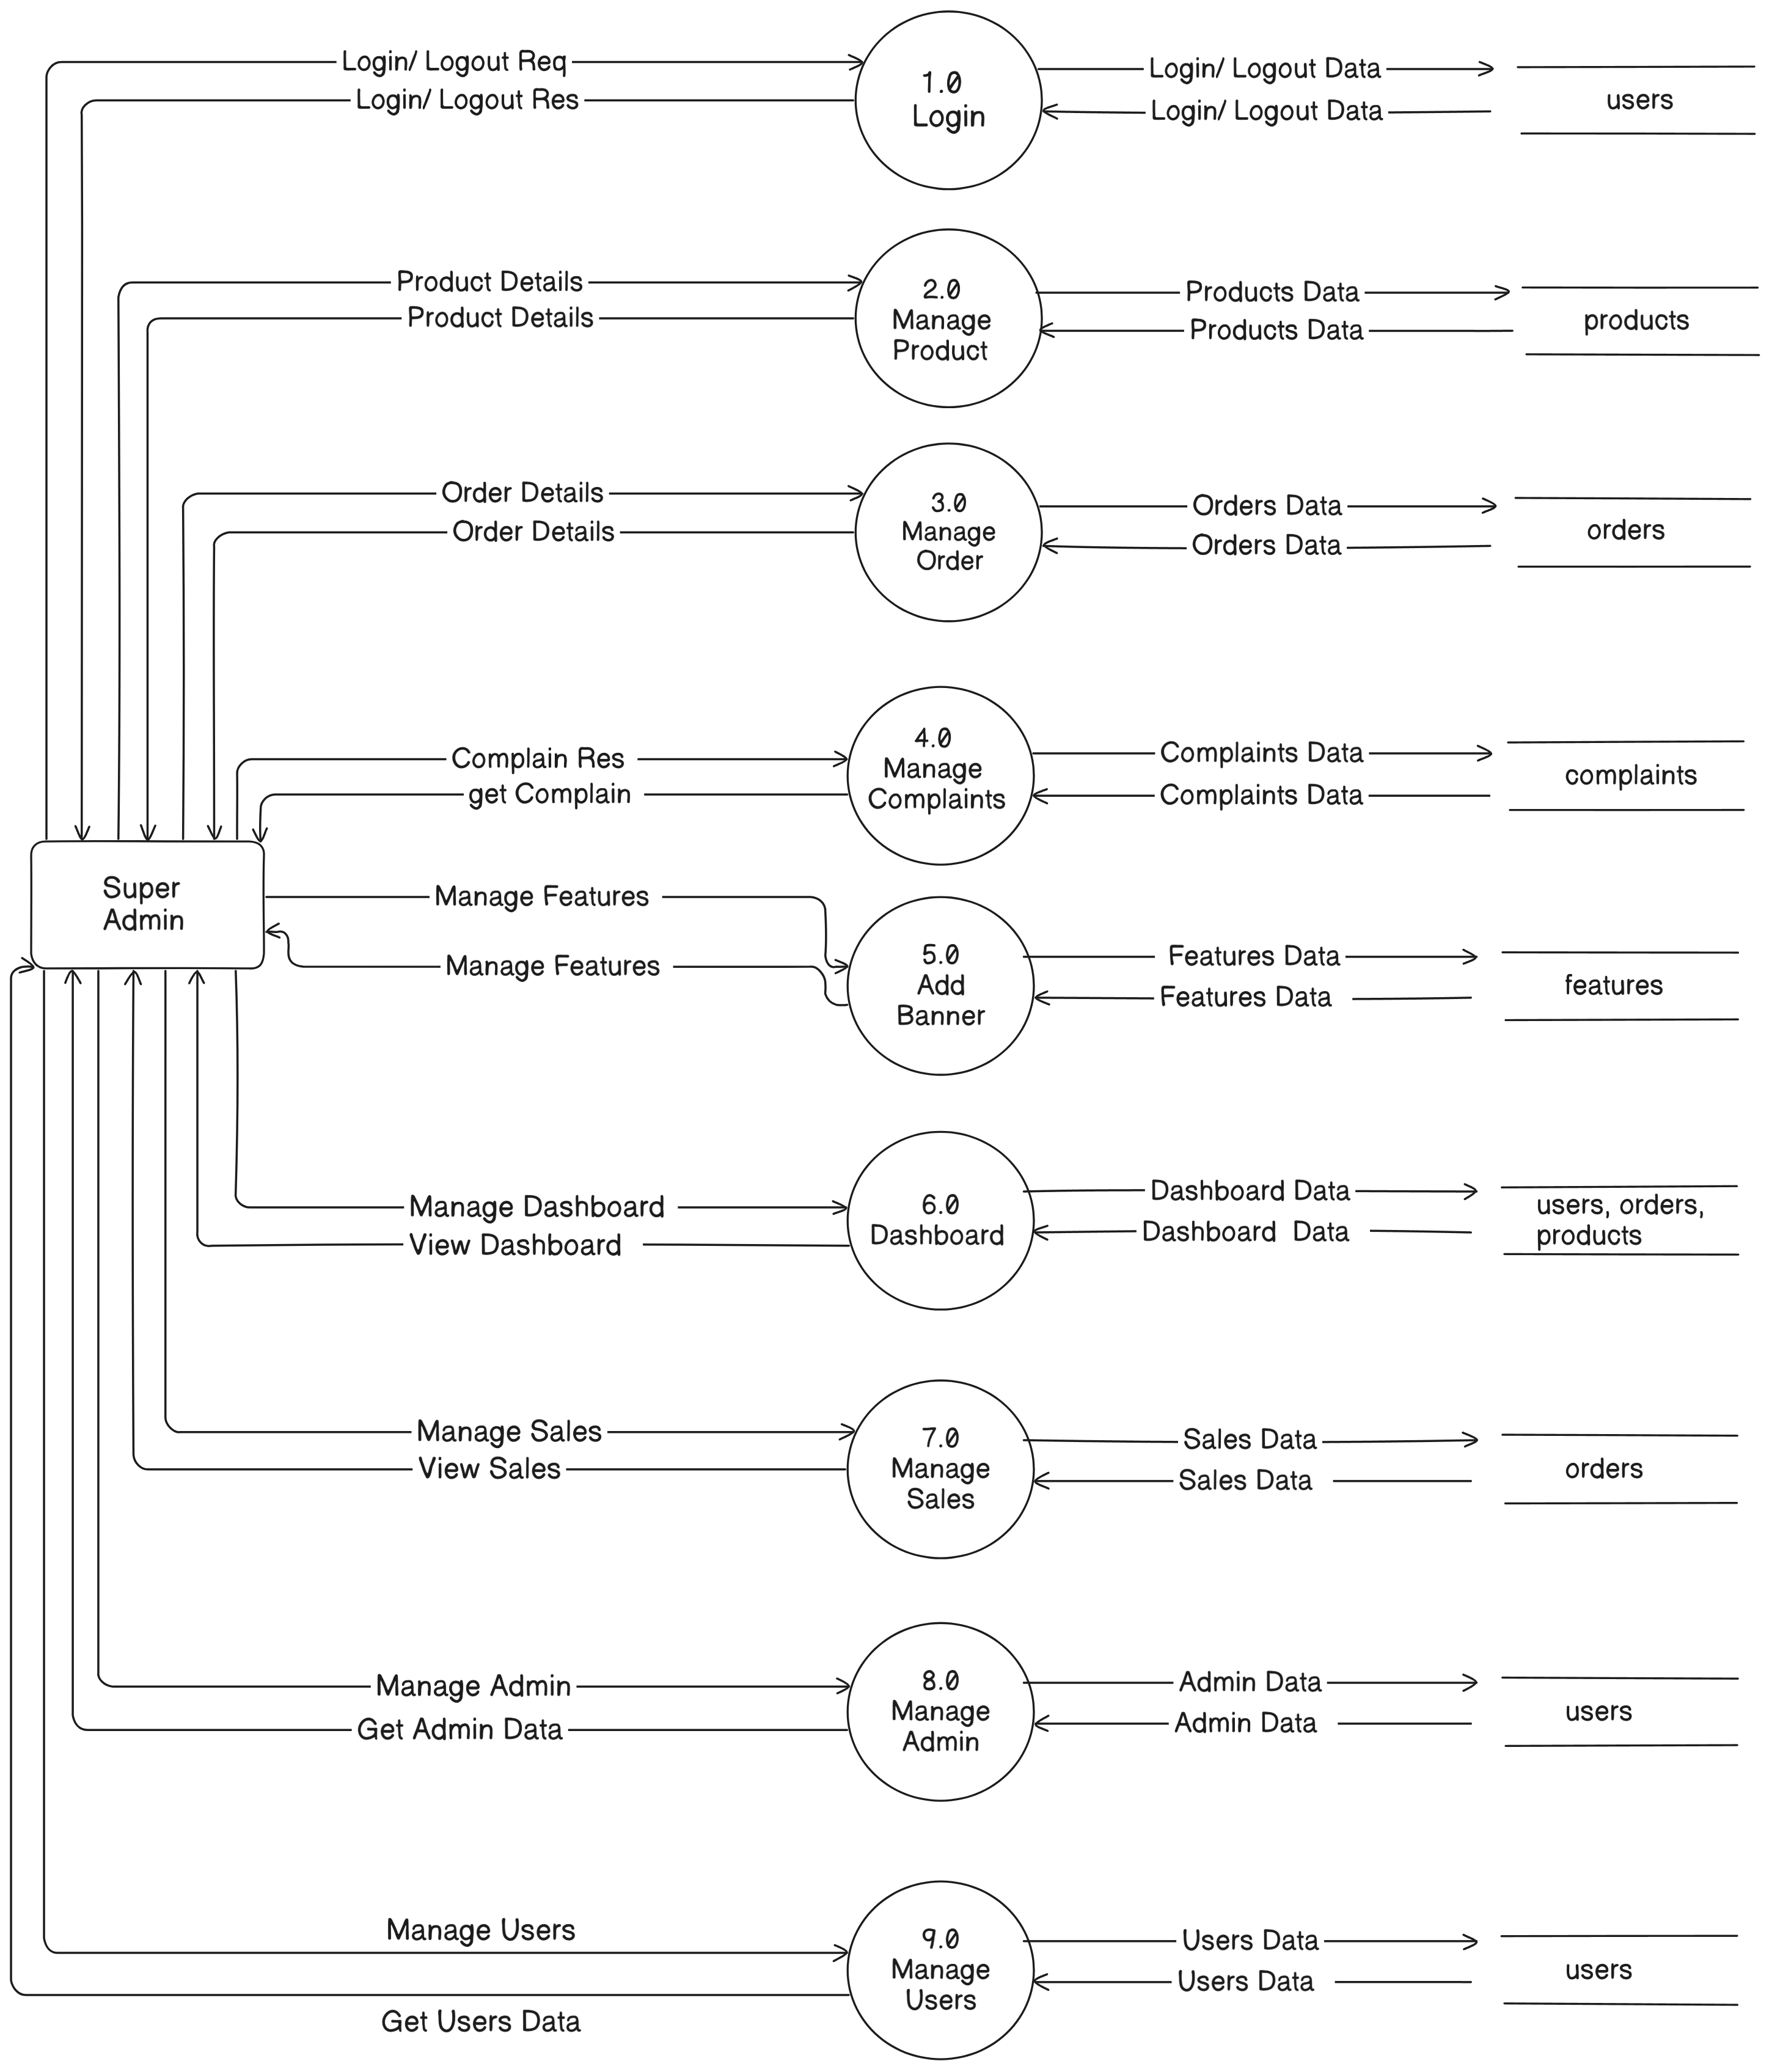 Login/ Logout Req
Login/ Logout Res
1.0
Login
Login/ Logout Data
Login/ Logout Data
users
Product Details
Product Details
2.0
Manage
Product
Products Data
Products Data
products
Order Details
Order Details
3.0
Manage
Order
Orders Data
Orders Data
orders
Complain Res
get Complain
4.0
Manage
Complaints
Complaints Data
Complaints Data
complaints
Super
Admin
Manage Features
Manage Features
5.0
Add
Banner
Features Data
Features Data
features
Manage Dashboard
View Dashboard
6.0
Dashboard
Dashboard Data
Dashboard Data
users, orders,
products
Manage Sales
View Sales
7.0
Manage
Sales
Sales Data
Sales Data
orders
Manage Admin
Get Admin Data
8.0
Manage
Admin
Admin Data
Admin Data
users
Manage Users
Get Users Data
9.0
Manage
Users
Users Data
Users Data
users